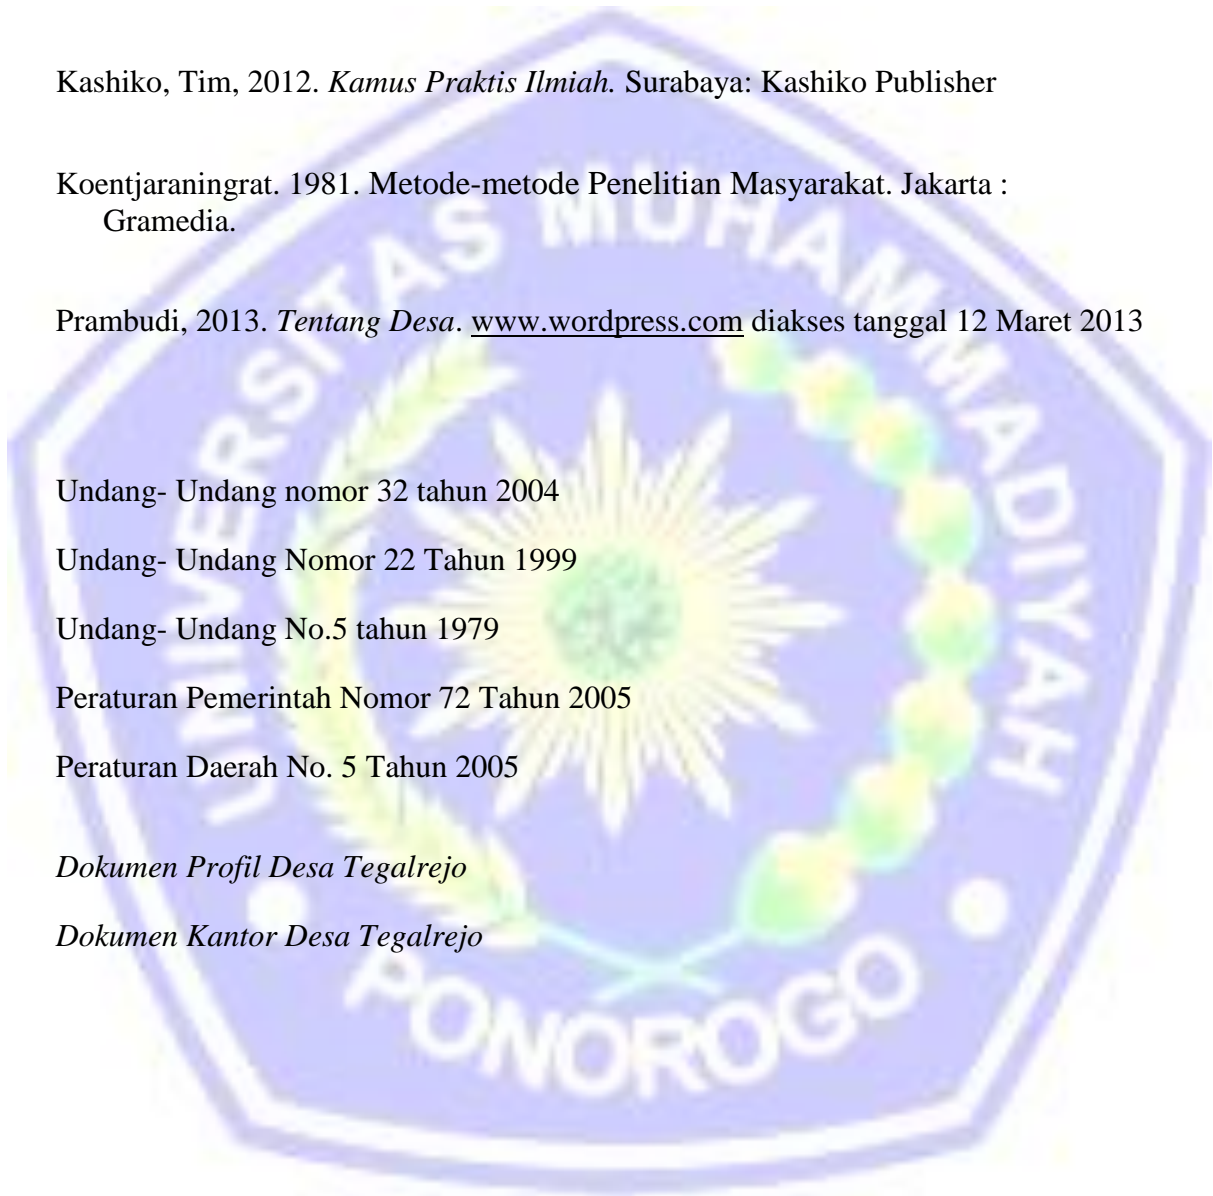 Kashiko, Tim, 2012. Kamus Praktis Ilmiah. Surabaya: Kashiko Publisher
Koentjaraningrat. 1981. Metode-metode Penelitian Masyarakat. Jakarta :
Gramedia.
Prambudi, 2013. Tentang Desa. www.wordpress.com diakses tanggal 12 Maret 2013
Undang- Undang nomor 32 tahun 2004
Undang- Undang Nomor 22 Tahun 1999
Undang- Undang No.5 tahun 1979
Peraturan Pemerintah Nomor 72 Tahun 2005
Peraturan Daerah No. 5 Tahun 2005
Dokumen Profil Desa Tegalrejo
Dokumen Kantor Desa Tegalrejo
UNIVERSITAS MUHAMMADIYAH
PONOROGO